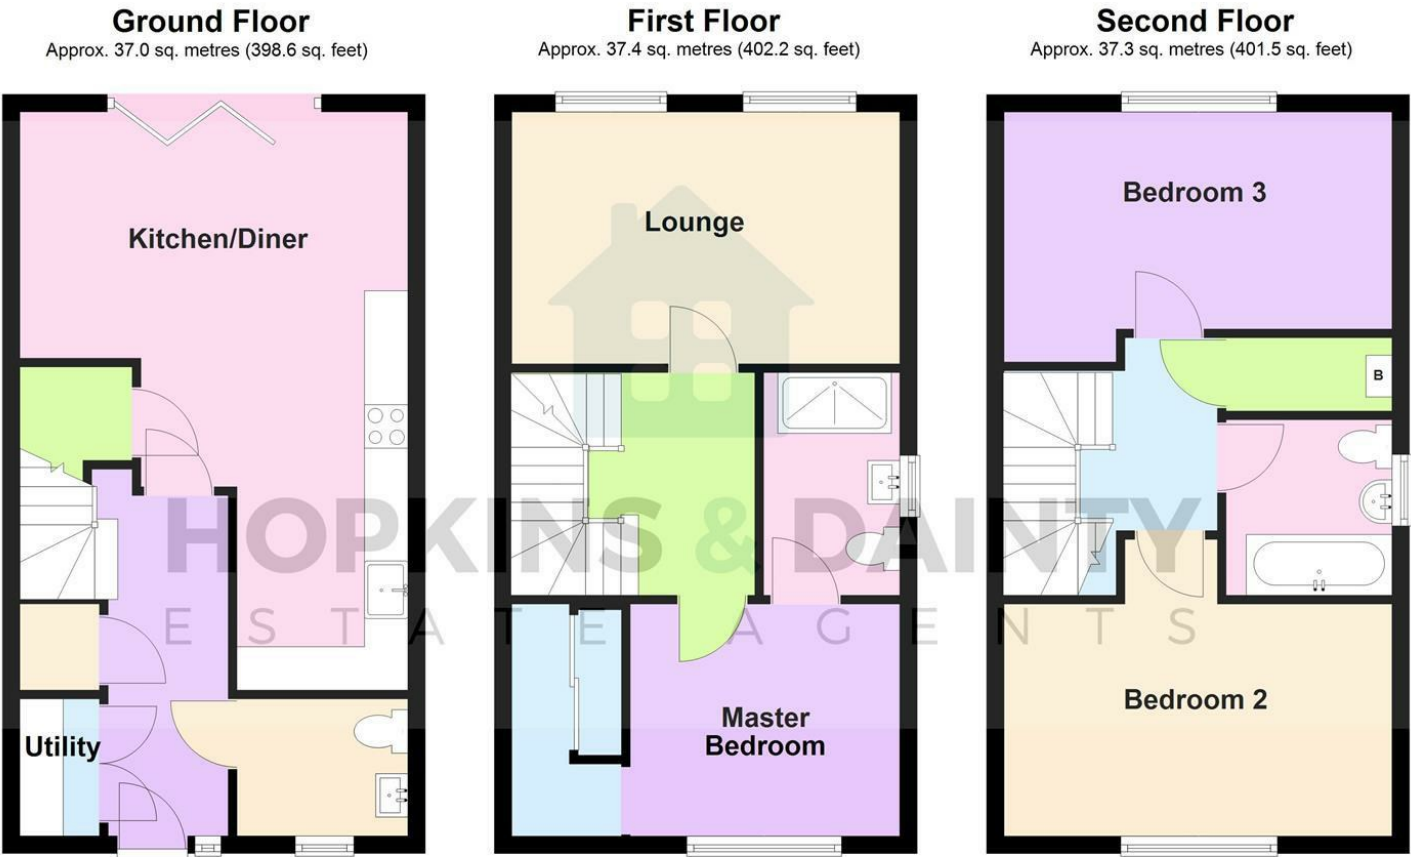 Ground Floor
Approx. 37.0 sq. metres (398.6 sq. feet)
Kitchen/Diner
Utility
First Floor
Approx. 37.4 sq. metres (402.2 sq. feet)
Lounge
Master
Bedroom
Second Floor
Approx. 37.3 sq. metres (401.5 sq. feet)
Bedroom 3
B
Bedroom 2
HOPKINS & DAINTY
ESTATE AGENTS